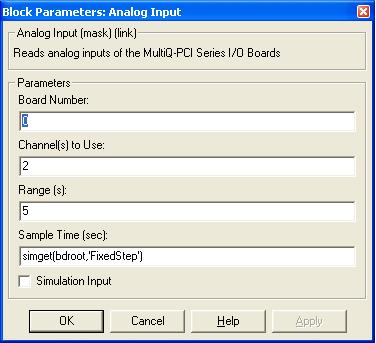 Block Parameters: Analog Input
Analog Input (mask) (link)
Reads analog inputs of the MultiQ-PCI Series I/O Boards
Parameters
Board Number:
0
Channel(s) to Use:
2
Range (s):
5
Sample Time (sec):
simget(bdroot,'FixedStep')
Simulation Input
OK Cancel Help Apply